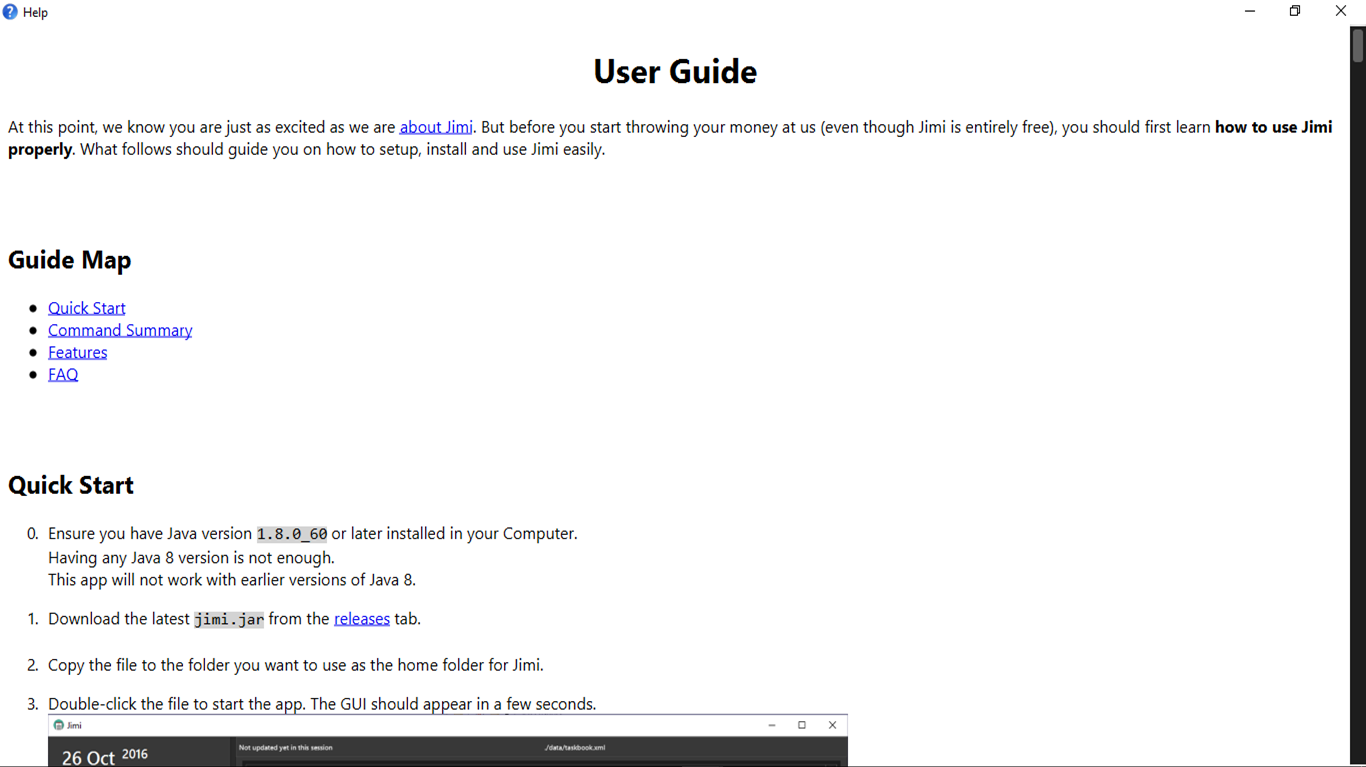 Help
User Guide
At this point, we know you are just as excited as we are about Jimi. But before you start throwing your money at us (even though Jimi is entirely free), you should first learn how to use Jimi
properly. What follows should guide you on how to setup, install and use Jimi easily.
Guide Map
Quick Start
Command Summary
Features
FAQ
Quick Start
0. Ensure you have Java version 1.8.0_60 or later installed in your Computer.
Having any Java 8 version is not enough.
This app will not work with earlier versions of Java 8.
1. Download the latest jimi.jar from the releases tab.
2. Copy the file to the folder you want to use as the home folder for Jimi.
3. Double-click the file to start the app. The GUI should appear in a few seconds.
Jimi
26 Oct 2016
Not updated yet in this session
./data/taskbook.xml